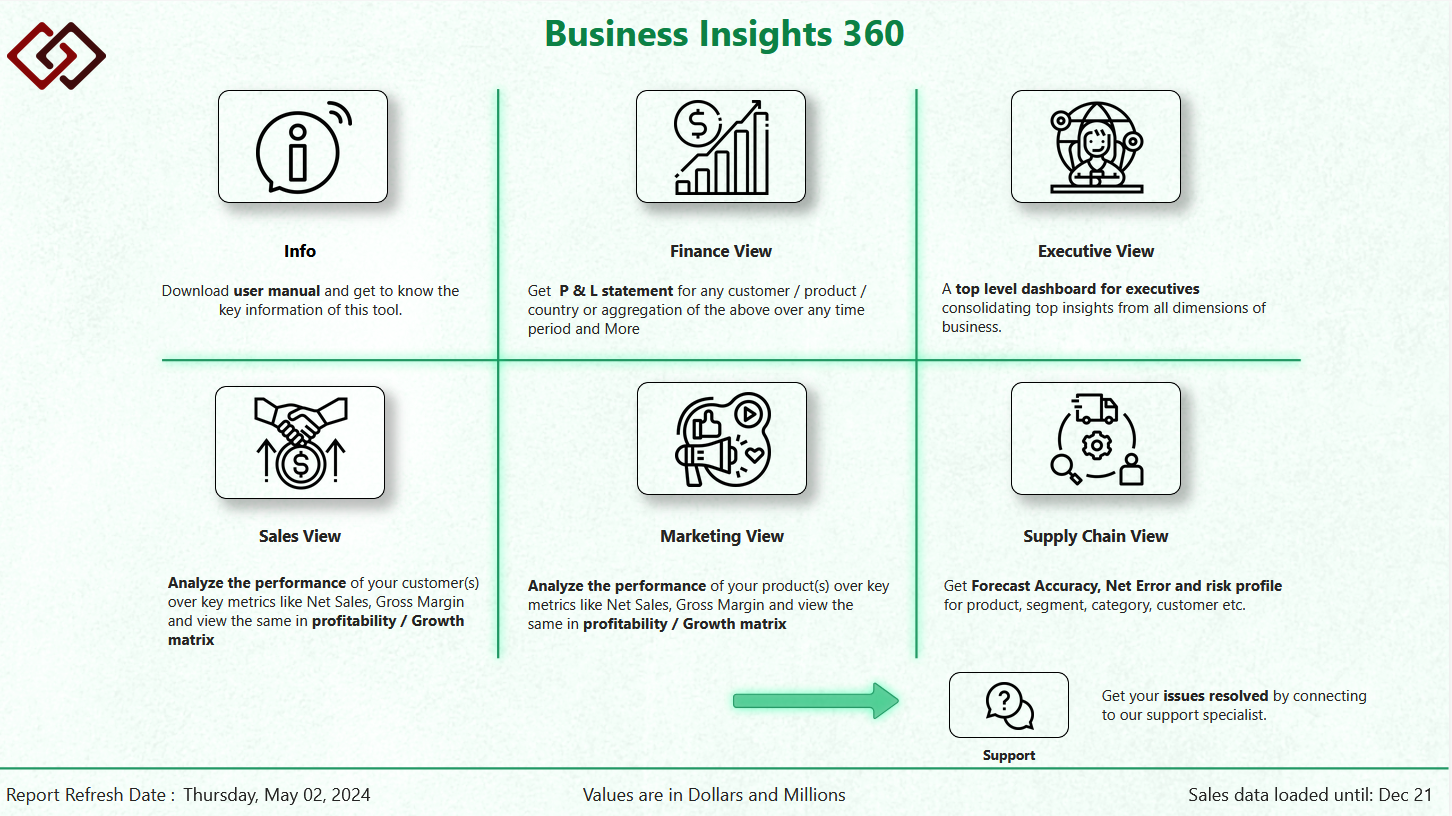 Business Insights 360
Info
Download user manual and get to know the
key information of this tool.
Finance View
Get P & L statement for any customer / product /
country or aggregation of the above over any time
period and More
Executive View
A top level dashboard for executives
consolidating top insights from all dimensions of
business.
Sales View
Analyze the performance of your customer(s)
over key metrics like Net Sales, Gross Margin
and view the same in profitability / Growth
matrix
Marketing View
Analyze the performance of your product(s) over key
metrics like Net Sales, Gross Margin and view the
same in profitability / Growth matrix
Supply Chain View
Get Forecast Accuracy, Net Error and risk profile
for product, segment, category, customer etc.
Support
Get your issues resolved by connecting
to our support specialist.
Report Refresh Date : Thursday, May 02, 2024
Values are in Dollars and Millions
Sales data loaded until: Dec 21